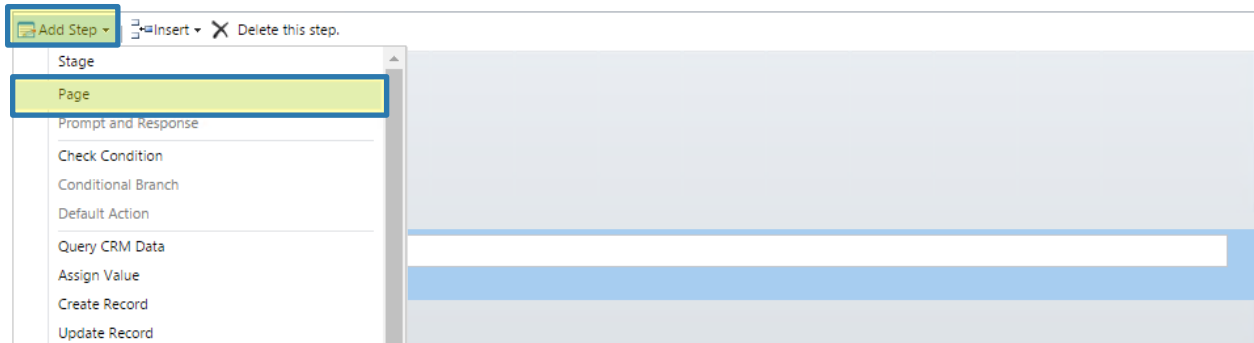 Add Step Insert Delete this step.
Stage
Page
Prompt and Response
Check Condition
Conditional Branch
Default Action
Query CRM Data
Assign Value
Create Record
Update Record